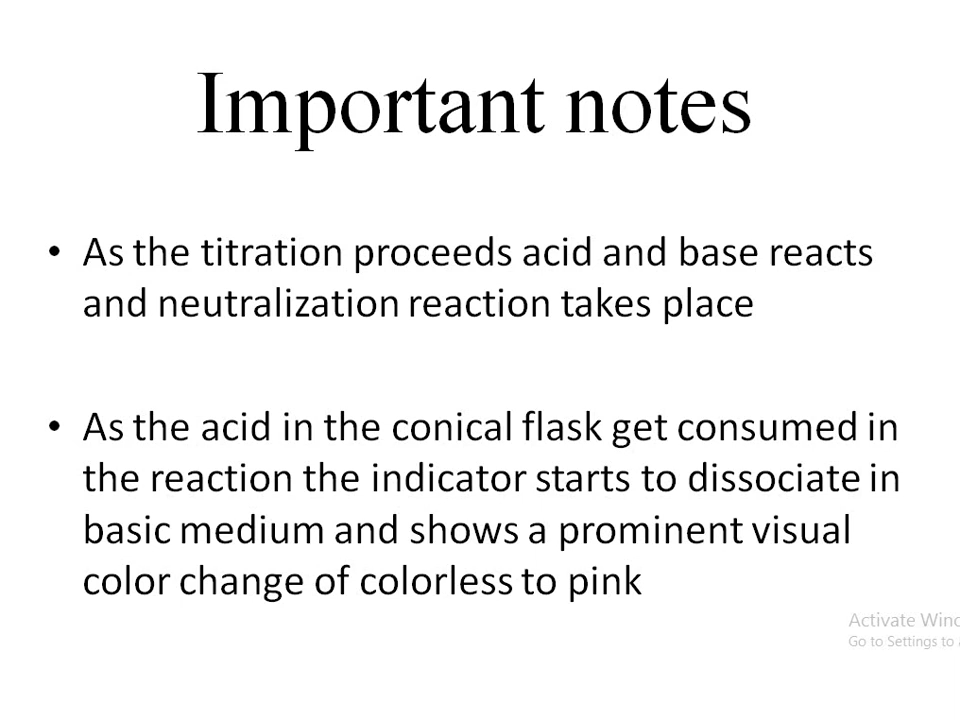 Important notes
• As the titration proceeds acid and base reacts
and neutralization reaction takes place
• As the acid in the conical flask get consumed in
the reaction the indicator starts to dissociate in
basic medium and shows a prominent visual
color change of colorless to pink
Activate Wind
Go to Settings to